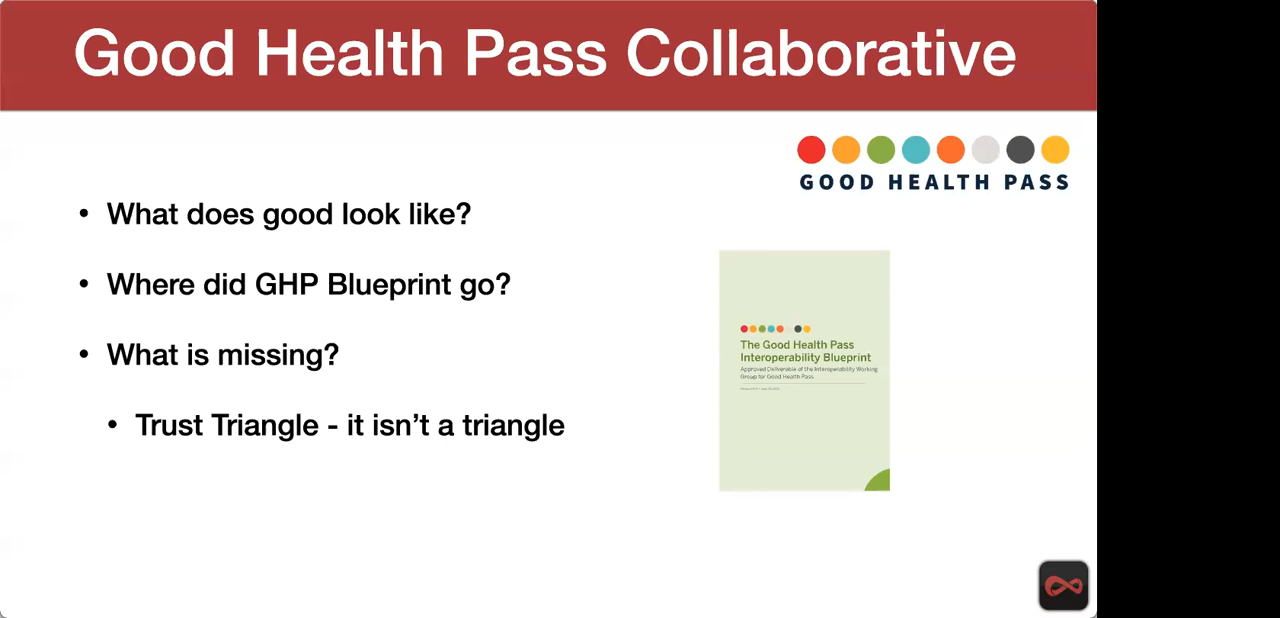 Good Health Pass Collaborative
GOOD HEALTH PASS
• What does good look like?
• Where did GHP Blueprint go?
• What is missing?
• Trust Triangle - it isn’t a triangle
The Good Health Pass
Interoperability Blueprint
Approved Deliverable of the Interoperability Working
Group for Good Health Pass